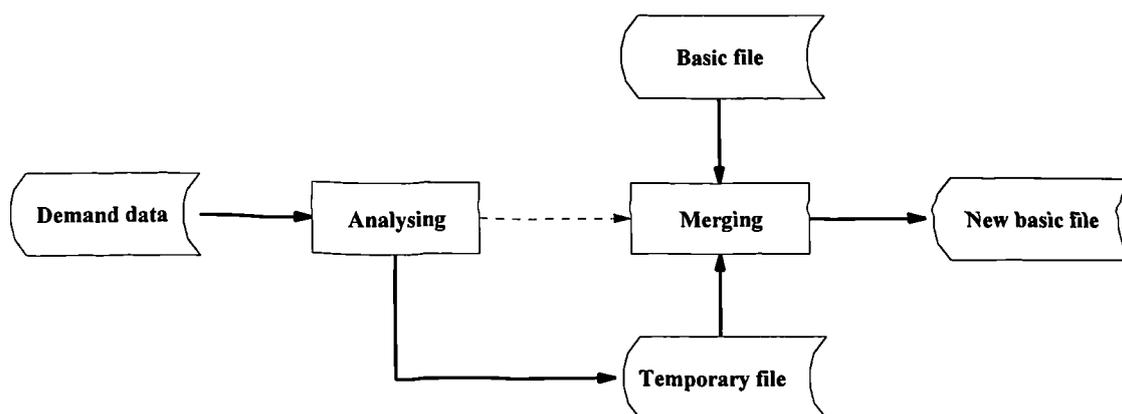 Basic file
Demand data
Analysing
Merging
New basic file
Temporary file